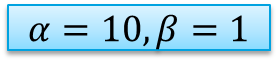 α = 10, β = 1